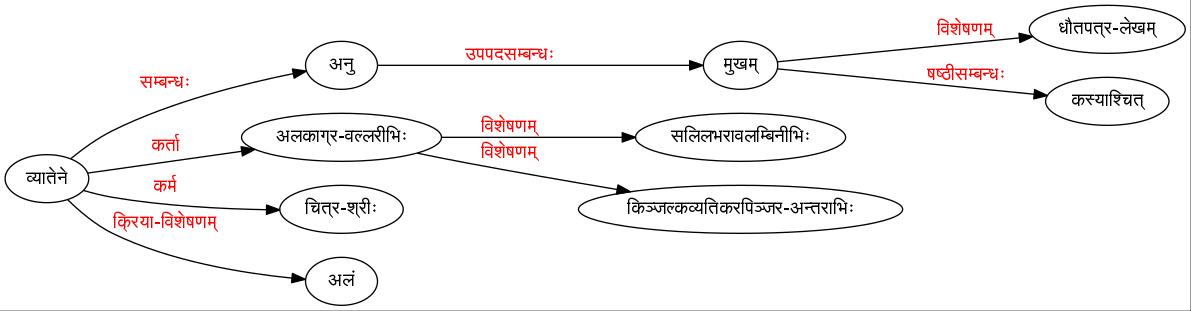 विशेषणम्
धौतपत्र-लेखम्
उपपदसम्बन्धः
अनु
मुखम्
षष्ठीसम्बन्धः
सम्बन्धः
कस्याश्चित्
विशेषणम्
कर्ता
अलकाग्र-वल्लरीभिः
सलिलभरावलम्बिनीभिः
विशेषणम्
व्यातेने
कर्म
चित्र-श्रीः
किञ्जल्कव्यतिकरपिञ्जर-अन्तराभिः
क्रिया-विशेषणम्
अलं